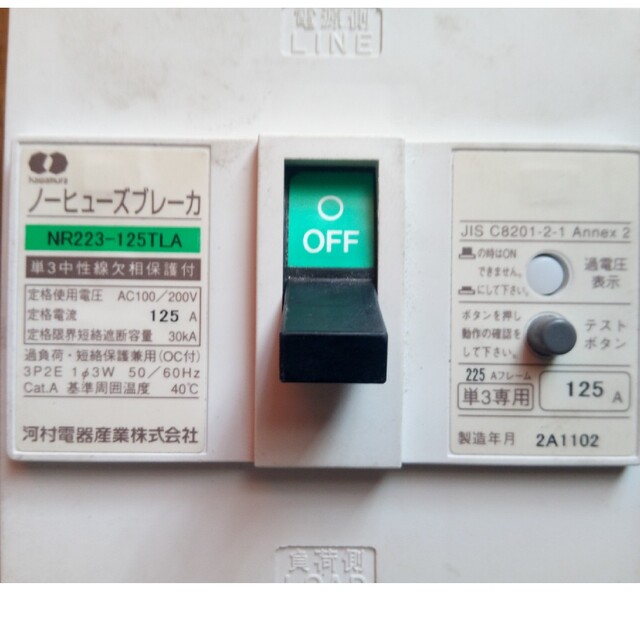 電源側
LINE
kawamura
ノーヒューズブレーカ
NR223-125TLA
単3中性線欠相保護付
定格使用電圧 AC100/200V
定格電流 125 A
定格限界短絡遮断容量 30kA
過負荷・短絡保護兼用(OC付)
3P2E 1φ3W 50/60Hz
Cat.A 基準周囲温度 40℃
河村電器産業株式会社
OFF
JIS C8201-2-1 Annex 2
の時はON
できません。
にして下さい。
過電圧
表示
ボタンを押し
動作の確認を
して下さい。
テスト
ボタン
225 Aフレーム
単3専用
125 A
製造年月 2A1102
負荷側
LOAD